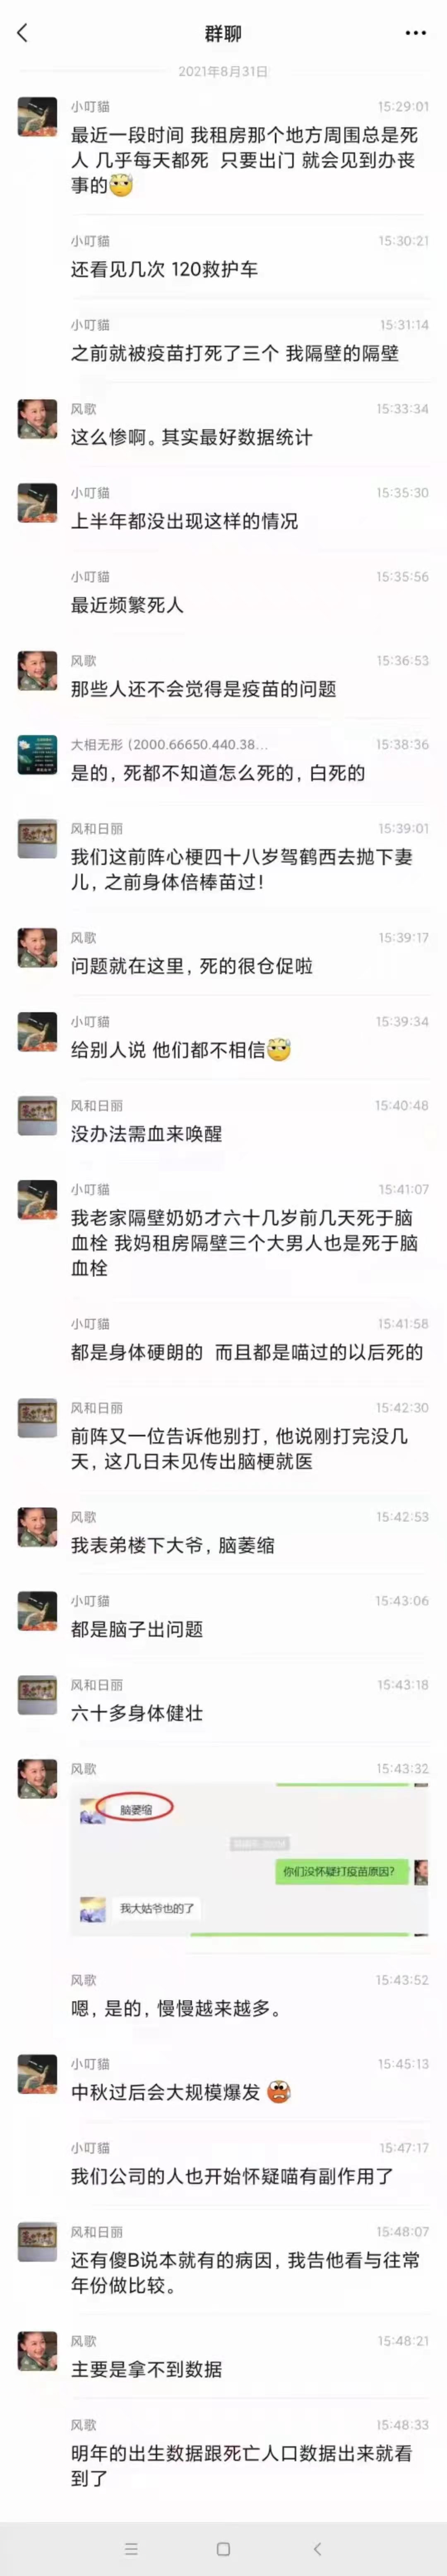 群聊
2021年8月31日
小叮猫 15:29:01
最近一段时间 我租房那个地方周围总是死
人 几乎每天都死 只要出门 就会见到办丧
事的
小叮猫 15:30:21
还看见几次 120救护车
小叮猫 15:31:14
之前就被疫苗打死了三个 我隔壁的隔壁
风歌 15:33:34
这么惨啊。其实最好数据统计
小叮猫 15:35:30
上半年都没出现这样的情况
小叮猫 15:35:56
最近频繁死人
风歌 15:36:53
那些人还不会觉得是疫苗的问题
大相无形 (2000.66650.440.38... 15:38:36
是的, 死都不知道怎么死的, 白死的
风和日丽 15:39:01
我们这前阵心梗四十八岁驾鹤西去抛下妻
儿, 之前身体倍棒苗过!
风歌 15:39:17
问题就在这里, 死的很仓促啦
小叮猫 15:39:34
给别人说 他们都不相信
风和日丽 15:40:48
没办法需血来唤醒
小叮猫 15:41:07
我老家隔壁奶奶才六十几岁前几天死于脑
血栓 我妈租房隔壁三个大男人也是死于脑
血栓
小叮猫 15:41:58
都是身体硬朗的 而且都是喵过的以后死的
风和日丽 15:42:30
前阵又一位告诉他别打, 他说刚打完没几
天, 这几日未见传出脑梗就医
风歌 15:42:53
我表弟楼下大爷, 脑萎缩
小叮猫 15:43:06
都是脑子出问题
风和日丽 15:43:18
六十多身体健壮
风歌 15:43:32
脑萎缩
你们没怀疑打疫苗原因?
我大姑爷也的了
风歌 15:43:52
嗯, 是的, 慢慢越来越多。
小叮猫 15:45:13
中秋过后会大规模爆发
小叮猫 15:47:17
我们公司的人也开始怀疑喵有副作用了
风和日丽 15:48:07
还有傻B说本就有的病因, 我告他看与往常
年份做比较。
风歌 15:48:21
主要是拿不到数据
风歌 15:48:33
明年的出生数据跟死亡人口数据出来就看
到了